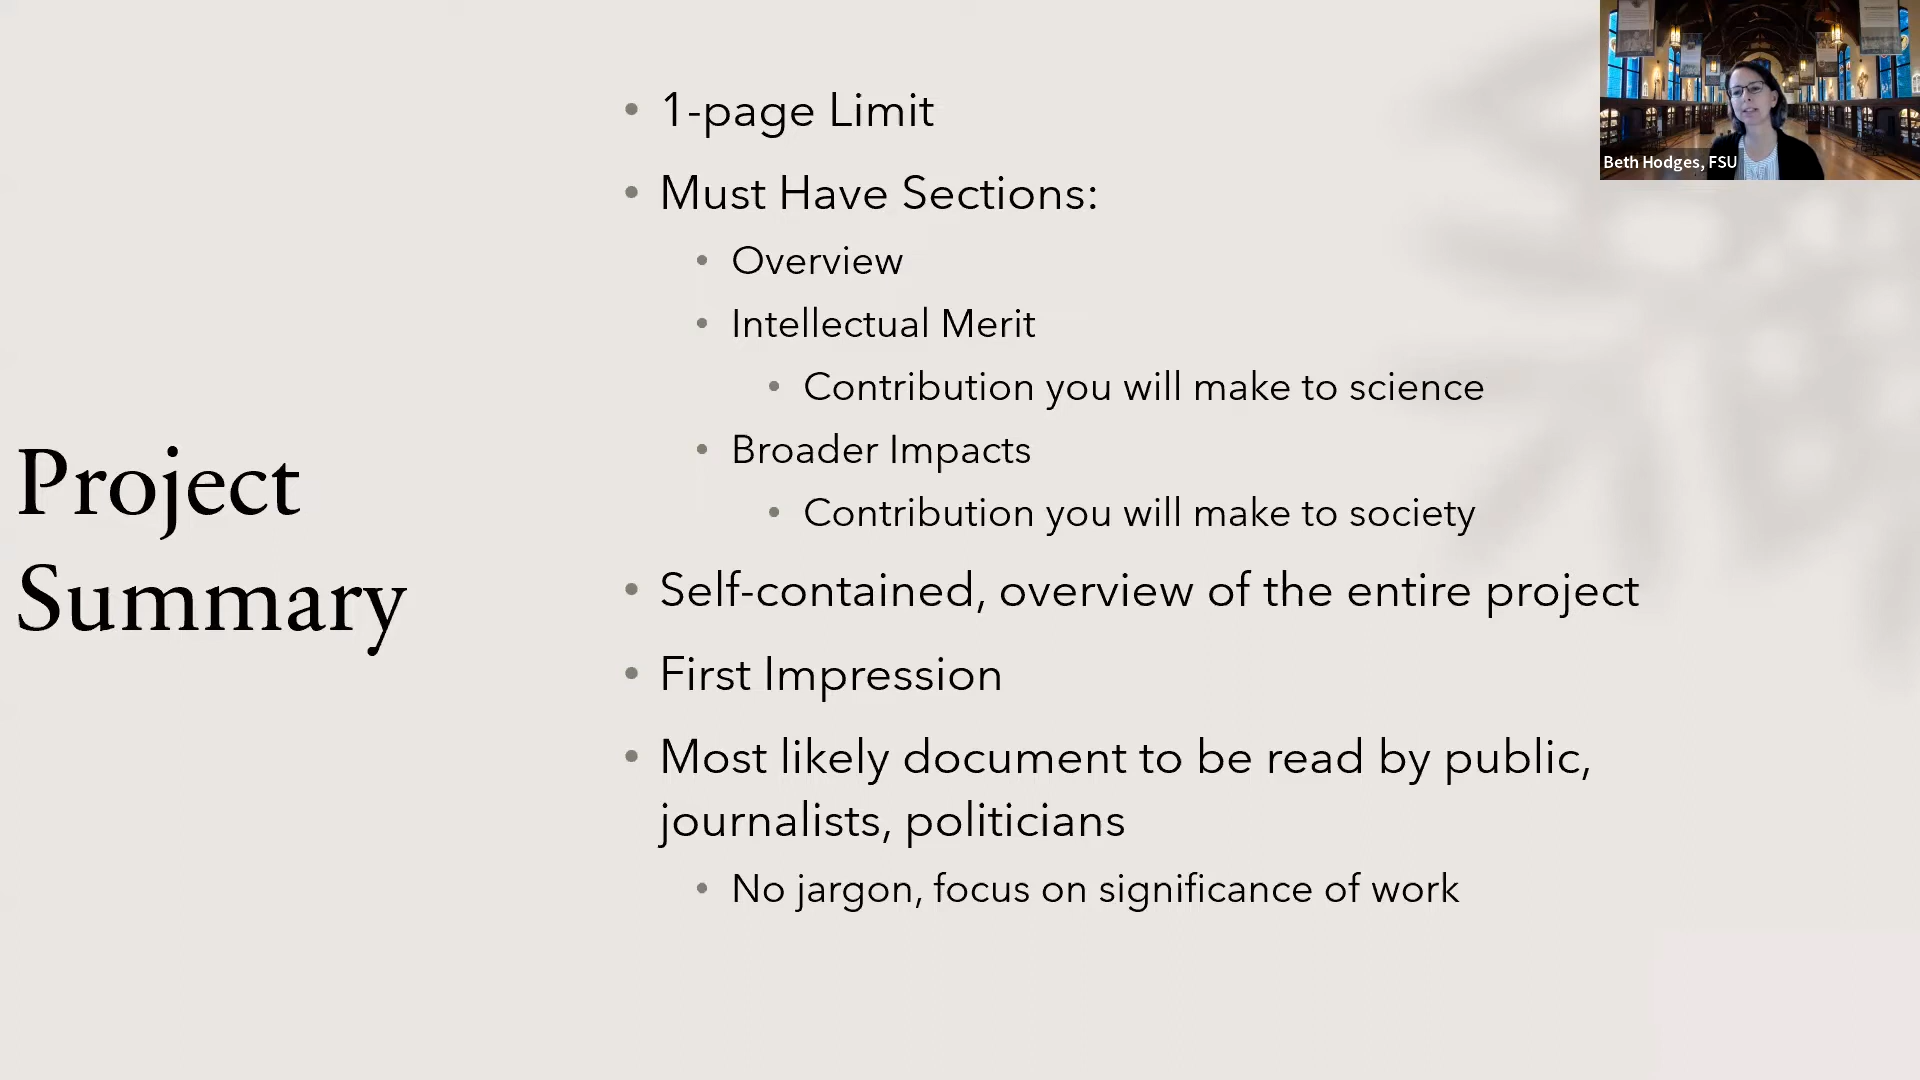 Project
Summary
• 1-page Limit
• Must Have Sections:
• Overview
• Intellectual Merit
• Contribution you will make to science
• Broader Impacts
• Contribution you will make to society
• Self-contained, overview of the entire project
• First Impression
• Most likely document to be read by public,
journalists, politicians
• No jargon, focus on significance of work
Beth Hodges, FSU